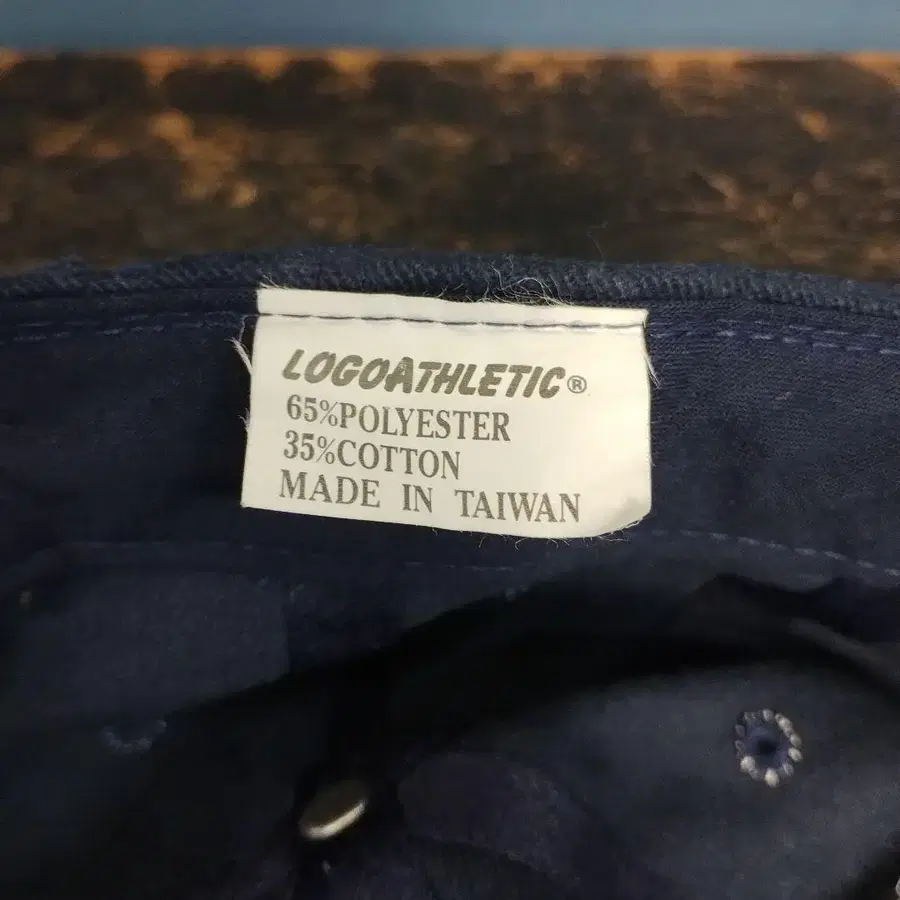 LOGOATHLETIC®
65%POLYESTER
35%COTTON
MADE IN TAIWAN